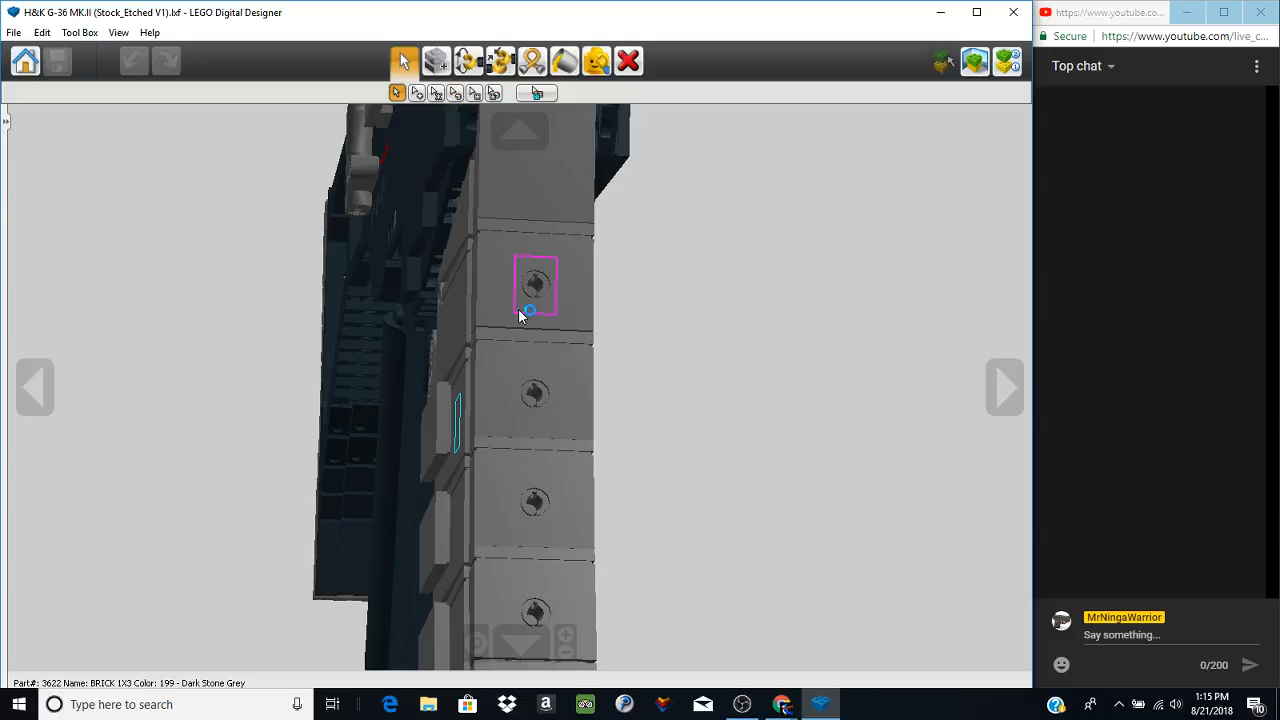 H&K G-36 MK.II (Stock_Etched V1).lxf - LEGO Digital Designer
File Edit Tool Box View Help
Part#: 3622 Name: BRICK 1X3 Color: 199 - Dark Stone Grey
https://www.youtube.co...
Secure https://www.youtube.com/live_c...
Top chat
MrNingaWarrior
Say something...
0/200
Type here to search
1:15 PM
8/21/2018